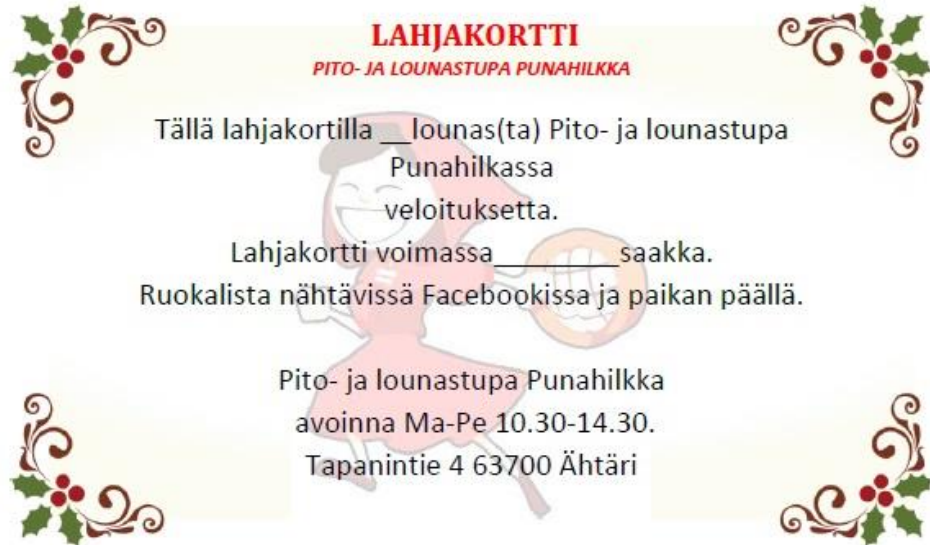 LAHJAKORTTI
PITO- JA LOUNASTUPA PUNAHILKKA
Tällä lahjakortilla __lounas(ta) Pito- ja lounastupa
Punahilkassa
veloituksetta.
Lahjakortti voimassa________saakka.
Ruokalista nähtävissä Facebookissa ja paikan päällä.
Pito- ja lounastupa Punahilkka
avoinna Ma-Pe 10.30-14.30.
Tapanintie 4 63700 Ähtäri